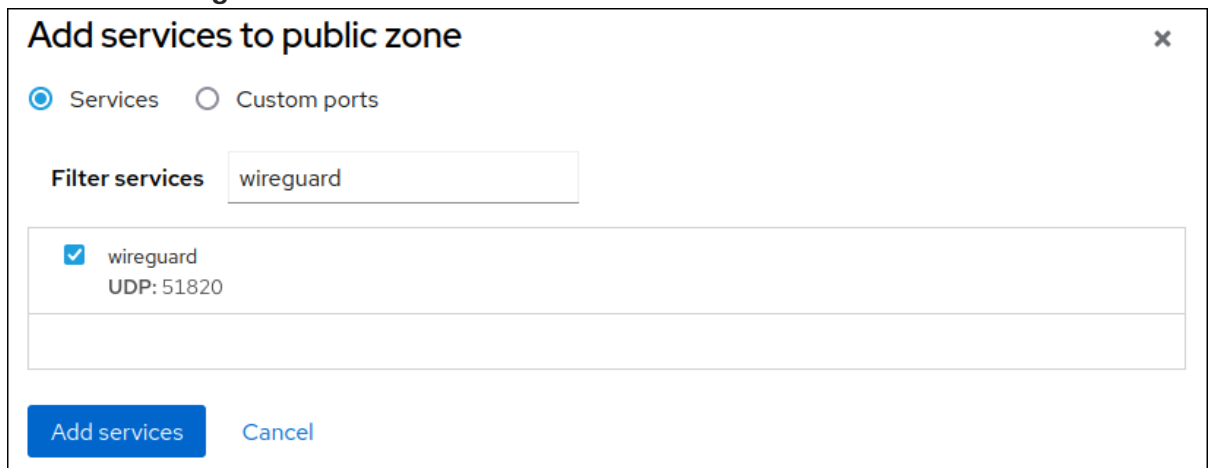 Add services to public zone
Services Custom ports
Filter services wireguard
wireguard
UDP: 51820
Add services Cancel